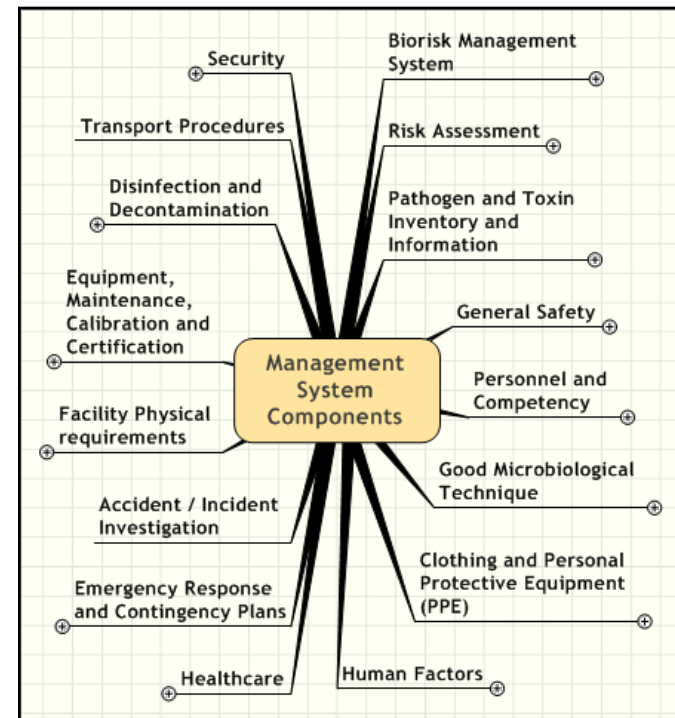 Management
System
Components
Biorisk Management
System
Risk Assessment
Pathogen and Toxin
Inventory and
Information
General Safety
Personnel and
Competency
Good Microbiological
Technique
Clothing and Personal
Protective Equipment
(PPE)
Human Factors
Healthcare
Emergency Response
and Contingency Plans
Accident / Incident
Investigation
Facility Physical
requirements
Equipment,
Maintenance,
Calibration and
Certification
Disinfection and
Decontamination
Transport Procedures
Security